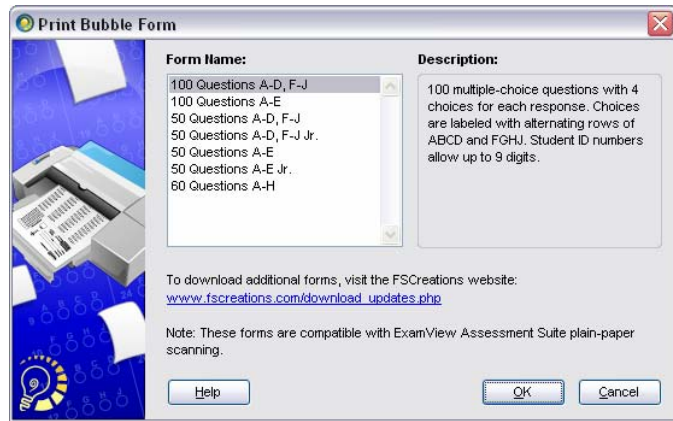 Print Bubble Form
Form Name:
100 Questions A-D, F-J
100 Questions A-E
50 Questions A-D, F-J
50 Questions A-D, F-J Jr.
50 Questions A-E
50 Questions A-E Jr.
60 Questions A-H
Description:
100 multiple-choice questions with 4
choices for each response. Choices
are labeled with alternating rows of
ABCD and FGHJ. Student ID numbers
allow up to 9 digits.
To download additional forms, visit the FSCreations website:
www.fscreations.com/download_updates.php
Note: These forms are compatible with ExamView Assessment Suite plain-paper
scanning.
Help
OK
Cancel